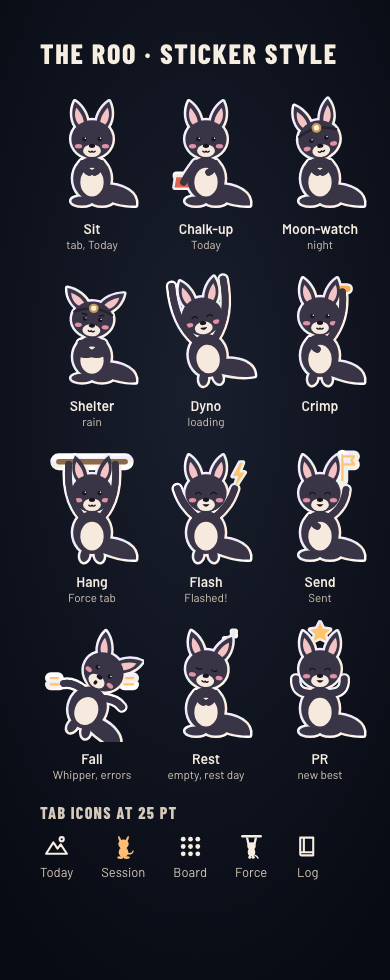 THE ROO · STICKER STYLE
Sit
tab, Today
Chalk-up
Today
Moon-watch
night
Shelter
rain
Dyno
loading
Crimp
Hang
Force tab
Flash
Flashed!
Send
Sent
Fall
Whipper, errors
Rest
empty, rest day
PR
new best
TAB ICONS AT 25 PT
Today
Session
Board
Force
Log